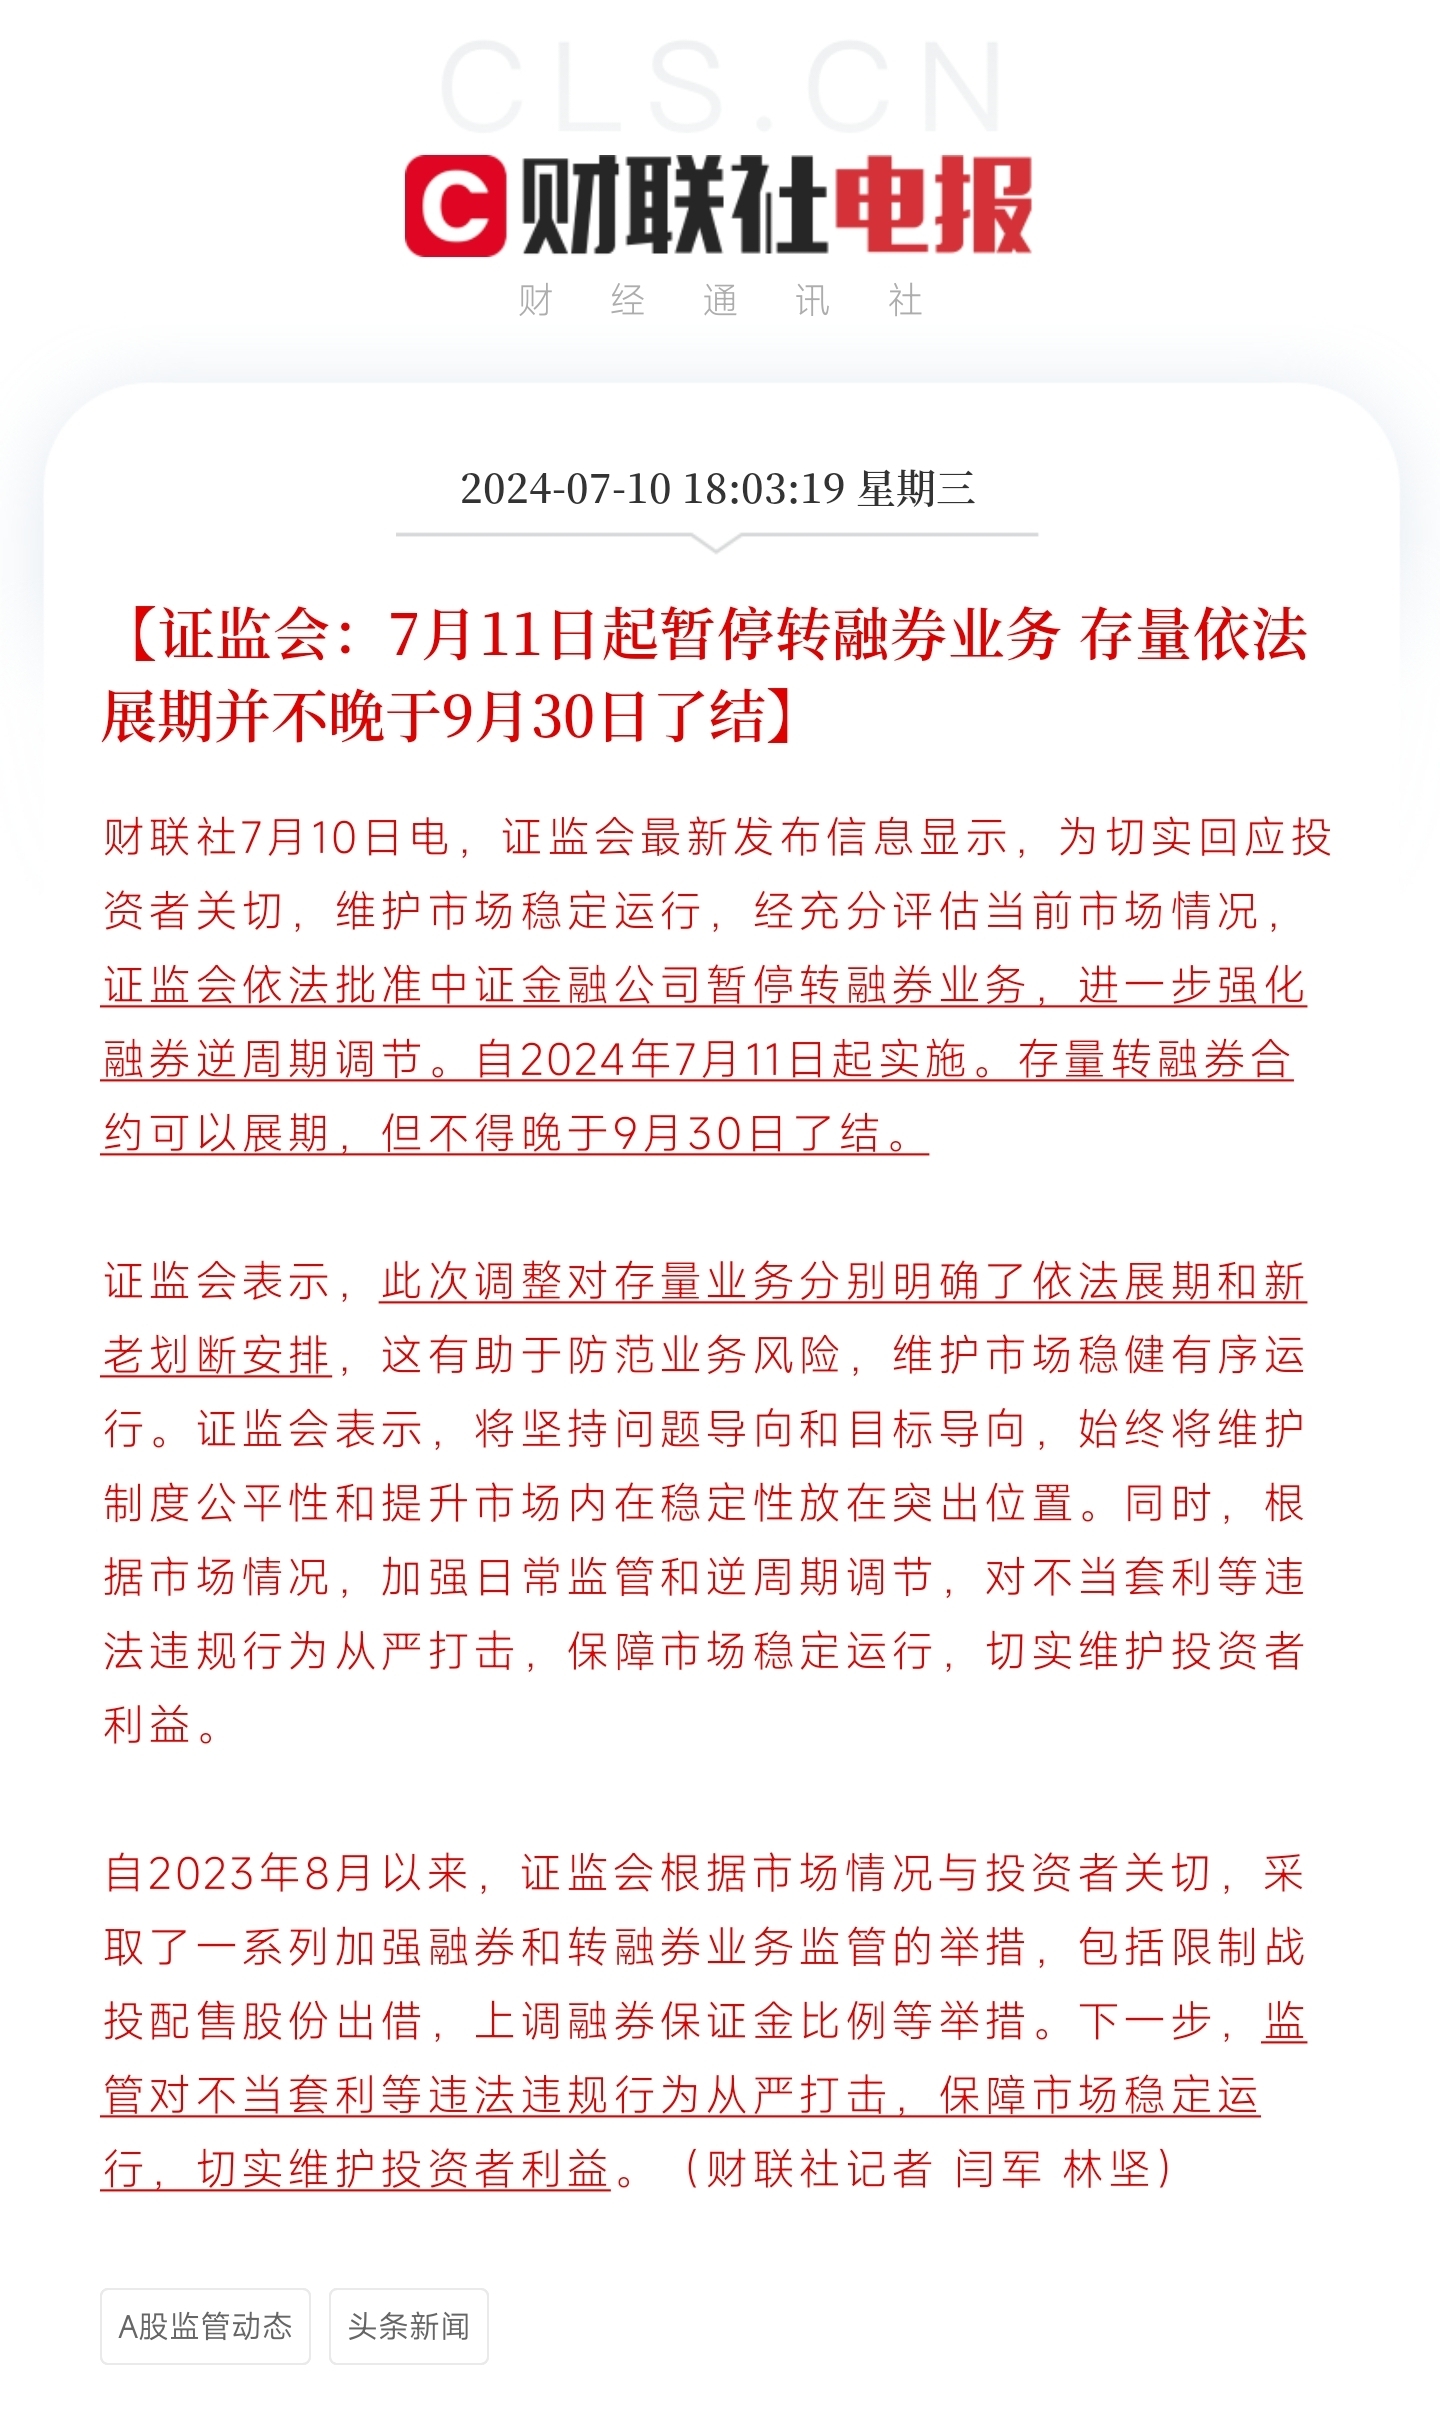 CLS.CN
C 财联社电报
财经通讯社
2024-07-10 18:03:19 星期三
【证监会：7月11日起暂停转融券业务 存量依法
展期并不晚于9月30日了结】
财联社7月10日电，证监会最新发布信息显示，为切实回应投
资者关切，维护市场稳定运行，经充分评估当前市场情况，
证监会依法批准中证金融公司暂停转融券业务，进一步强化
融券逆周期调节。自2024年7月11日起实施。存量转融券合
约可以展期，但不得晚于9月30日了结。
证监会表示，此次调整对存量业务分别明确了依法展期和新
老划断安排，这有助于防范业务风险，维护市场稳健有序运
行。证监会表示，将坚持问题导向和目标导向，始终将维护
制度公平性和提升市场内在稳定性放在突出位置。同时，根
据市场情况，加强日常监管和逆周期调节，对不当套利等违
法违规行为从严打击，保障市场稳定运行，切实维护投资者
利益。
自2023年8月以来，证监会根据市场情况与投资者关切，采
取了一系列加强融券和转融券业务监管的举措，包括限制战
投配售股份出借，上调融券保证金比例等举措。下一步，监
管对不当套利等违法违规行为从严打击，保障市场稳定运
行，切实维护投资者利益。（财联社记者 闫军 林坚）
A股监管动态 头条新闻